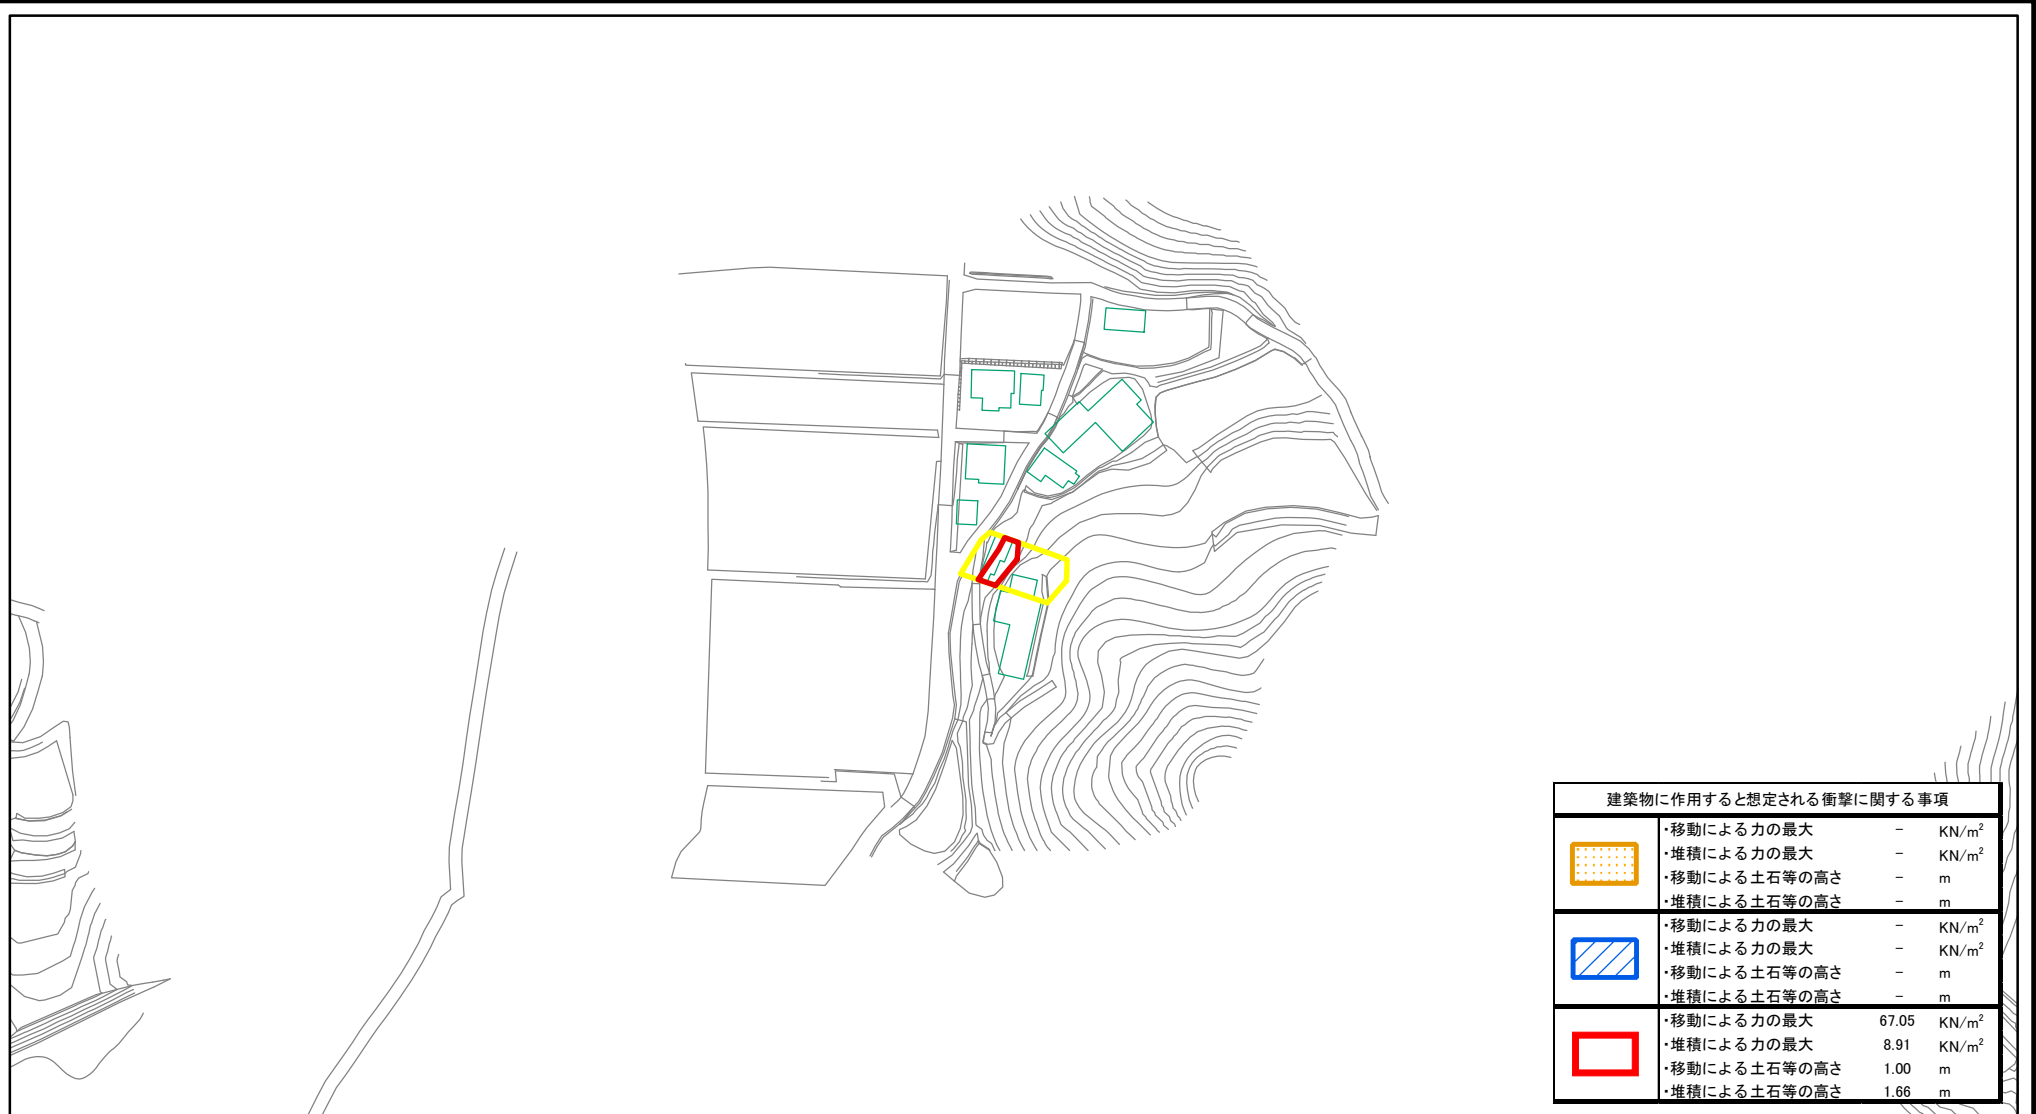 建築物に作用すると想定される衝撃に関する事項
・移動による力の最大 － KN/m²
・堆積による力の最大 － KN/m²
・移動による土石等の高さ － m
・堆積による土石等の高さ － m
・移動による力の最大 － KN/m²
・堆積による力の最大 － KN/m²
・移動による土石等の高さ － m
・堆積による土石等の高さ － m
・移動による力の最大 67.05 KN/m²
・堆積による力の最大 8.91 KN/m²
・移動による土石等の高さ 1.00 m
・堆積による土石等の高さ 1.66 m